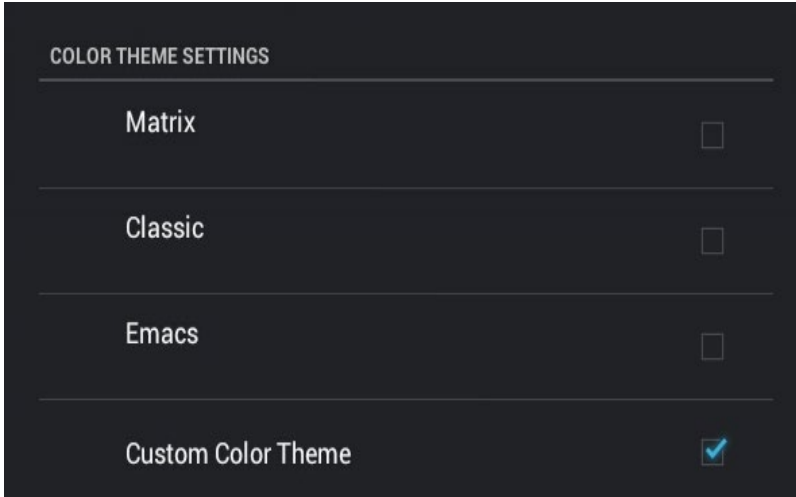 COLOR THEME SETTINGS
Matrix
Classic
Emacs
Custom Color Theme